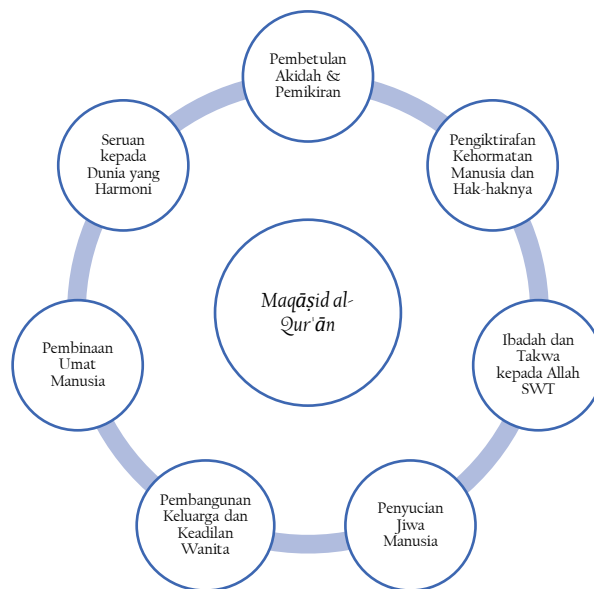 Pembetulan
Akidah &
Pemikiran
Pengiktirafan
Kehormatan
Manusia dan
Hak-haknya
Ibadah dan
Takwa
kepada Allah
SWT
Penyucian
Jiwa
Manusia
Pembangunan
Keluarga dan
Keadilan
Wanita
Pembinaan
Umat
Manusia
Seruan
kepada
Dunia yang
Harmoni
Maqāṣid al-
Qur'ān